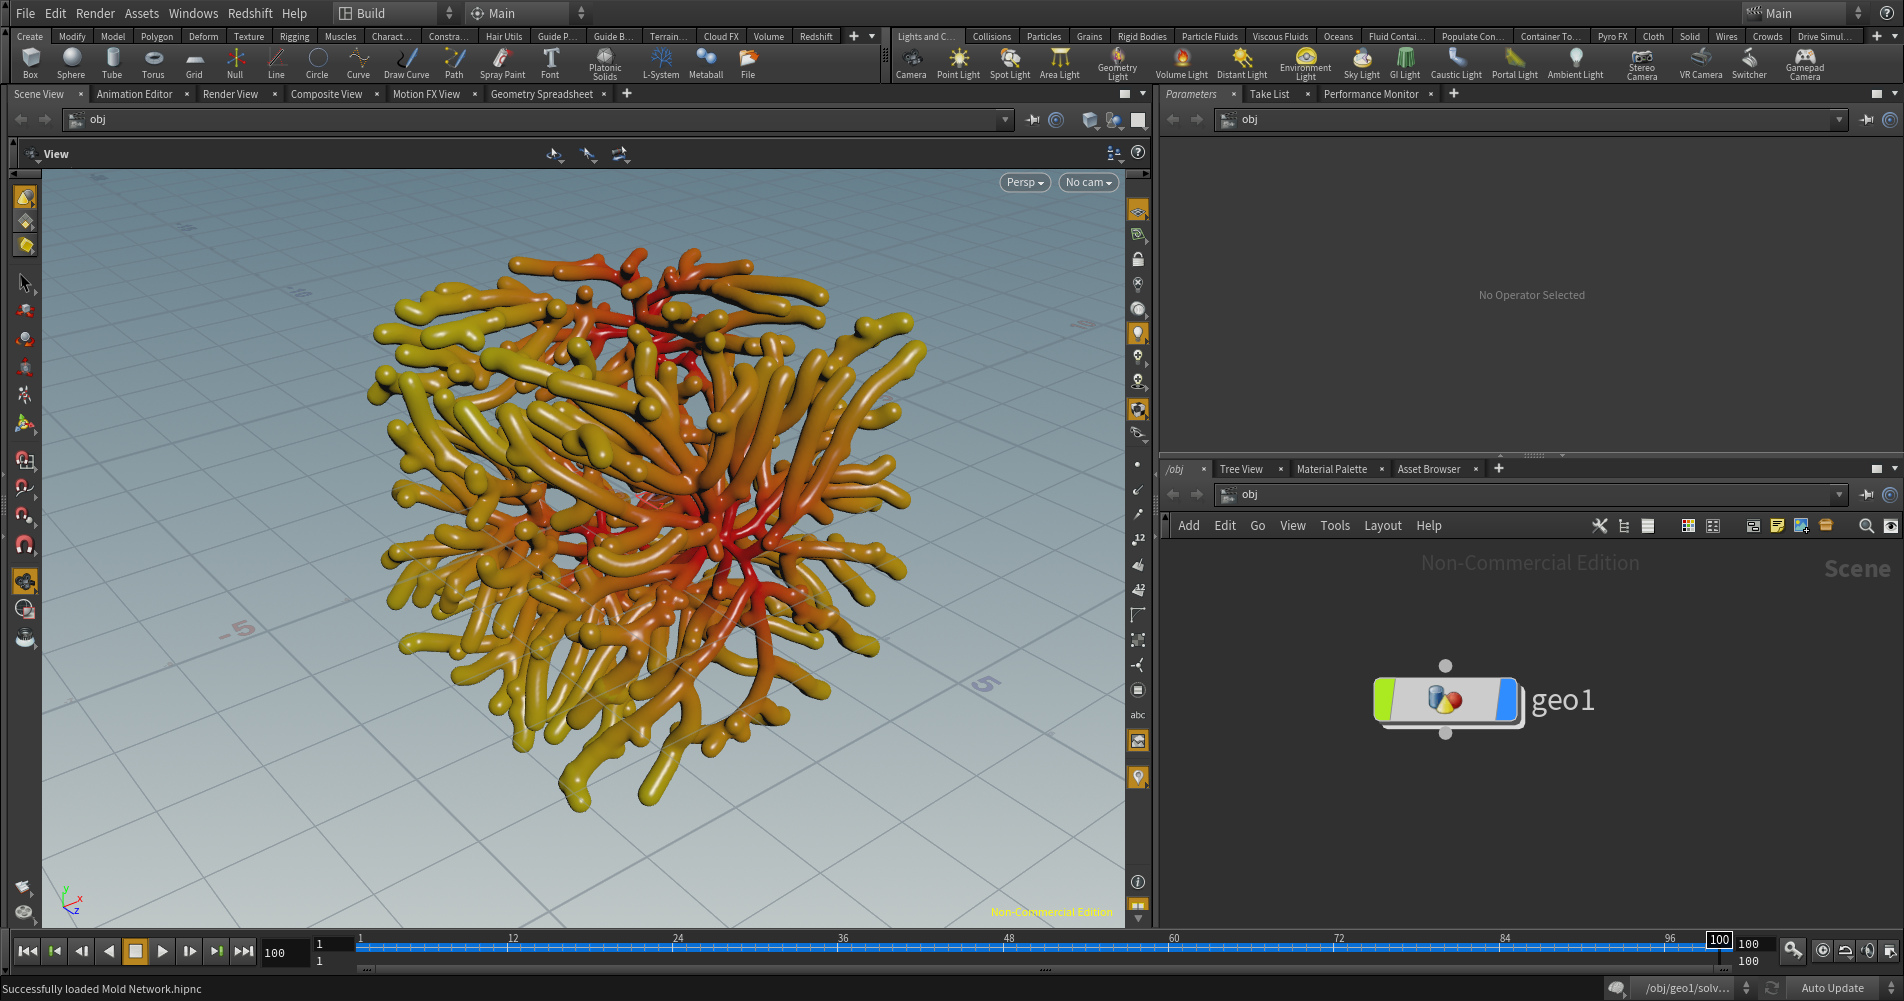 File Edit Render Assets Windows Redshift Help Build Main Main
Create Modify Model Polygon Deform Texture Rigging Muscles Charact... Constra... Hair Utils Guide P... Guide B... Terrain... Cloud FX Volume Redshift
Lights and C... Collisions Particles Grains Rigid Bodies Particle Fluids Viscous Fluids Oceans Fluid Contai... Populate Con... Container To... Pyro FX Cloth Solid Wires Crowds Drive Simul...
Box Sphere Tube Torus Grid Null Line Circle Curve Draw Curve Path Spray Paint Font Platonic Solids L-System Metaball File
Camera Point Light Spot Light Area Light Geometry Light Volume Light Distant Light Environment Light Sky Light GI Light Caustic Light Portal Light Ambient Light Stereo Camera VR Camera Switcher Gamepad Camera
Scene View Animation Editor Render View Composite View Motion FX View Geometry Spreadsheet
Parameters Take List Performance Monitor
obj
obj
View
Persp No cam
No Operator Selected
/obj Tree View Material Palette Asset Browser
obj
Add Edit Go View Tools Layout Help
Non-Commercial Edition
Scene
geo1
12
42
abc
-5
5
y
x
z
Non-Commercial Edition
100
1
1
1 12 24 36 48 60 72 84 96 100
100
100
Successfully loaded Mold Network.hipnc
/obj/geo1/solv... Auto Update